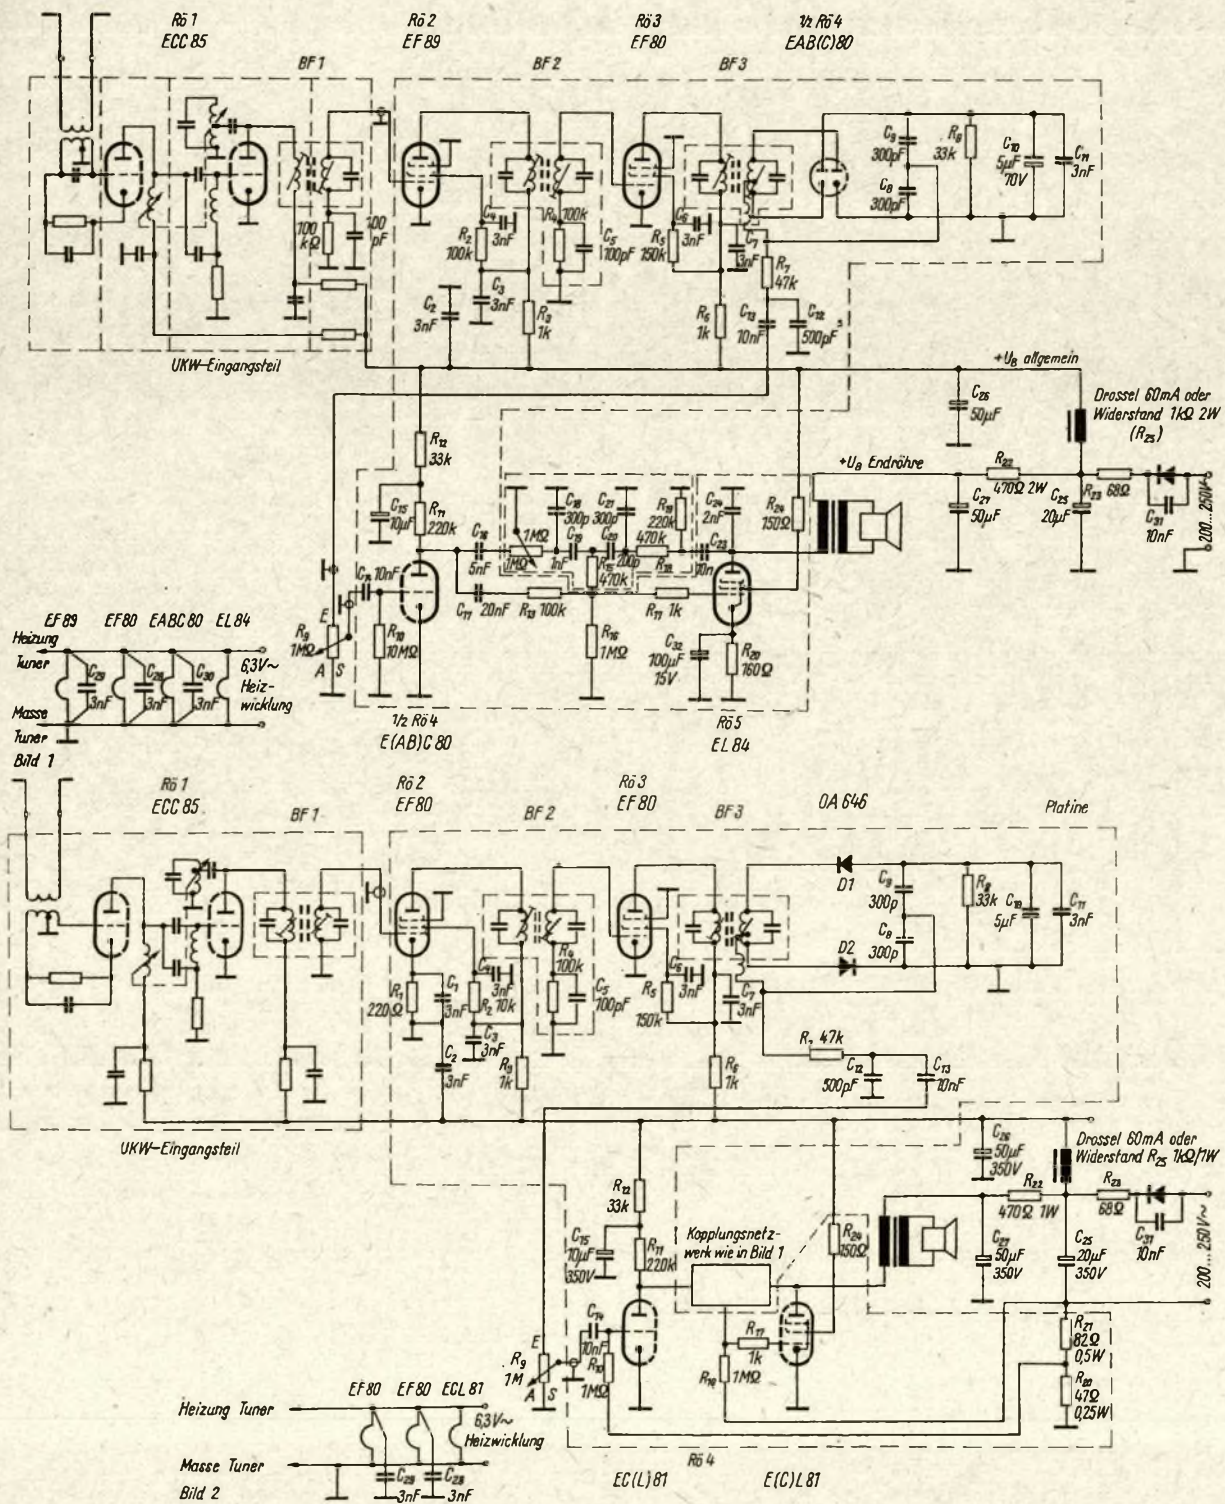 Rö 1
ECC 85
Rö 2
EF 89
Rö 3
EF 80
1/2 Rö 4
EAB(C) 80
BF 1
BF 2
BF 3
100 kΩ
100 pF
R2
100k
C4
3nF
C3
3nF
C2
3nF
R3
1k
R4
100k
C5
100pF
R5
150k
C6
3nF
C7
3nF
R6
1k
R7
47k
C13
10nF
C12
500pF
C9
300pF
C8
300pF
33k
C10
5µF
70V
C11
3nF
UKW-Eingangsteil
+UB allgemein
C26
50µF
Drossel 60mA oder
Widerstand 1kΩ 2W
(R25)
R12
33k
C15
10µF
R11
220k
C16
5nF
1MΩ
1MΩ
C18
300p
C19
1nF
C21
300p
C20
200p
R15
470k
R19
220k
470k
R18
C24
2nF
C23
10n
R24
150Ω
+UB Endröhre
C27
50µF
R22
470Ω 2W
C25
20µF
R23
68Ω
C31
10nF
200...250V~
C14
10nF
C17
20nF
R13
100k
R17
1k
R9
1MΩ
E
A
S
R10
10MΩ
R16
1MΩ
C32
100µF
15V
R20
160Ω
1/2 Rö 4
E(AB)C 80
Rö 5
EL 84
EF 89
EF 80
EABC 80
EL 84
Heizung
Tuner
C29
3nF
C28
3nF
C30
3nF
6,3V~
Heiz-
wicklung
Masse
Tuner
Bild 1
Rö 1
ECC 85
Rö 2
EF 80
Rö 3
EF 80
OA 646
Platine
BF 1
BF 2
BF 3
D1
D2
R1
220Ω
C1
3nF
C2
3nF
C4
3nF
R2
10k
C3
3nF
R3
1k
R4
100k
C5
100pF
R5
150k
C6
3nF
C7
3nF
R6
1k
C9
300p
C8
300p
R8
33k
C10
5µF
C11
3nF
47k
C12
500pF
C13
10nF
UKW-Eingangsteil
C26
50µF
350V
Drossel 60mA oder
Widerstand R25 1kΩ/1W
R12
33k
C15
10µF
350V
R11
220k
Kopplungsnetz-
werk wie in Bild 1
R24
150Ω
R22
470Ω 1W
R23
68Ω
C27
50µF
350V
C25
20µF
350V
C31
10nF
200...250V~
C14
10nF
R9
1M
E
A
S
R10
1MΩ
R17
1k
R16
1MΩ
R21
82Ω
0,5W
R20
47Ω
0,25W
EF 80
EF 80
ECL 81
Heizung Tuner
6,3V~
Heizwicklung
Masse Tuner
C29
3nF
C28
3nF
Bild 2
Rö 4
EC(L) 81
E(C)L 81